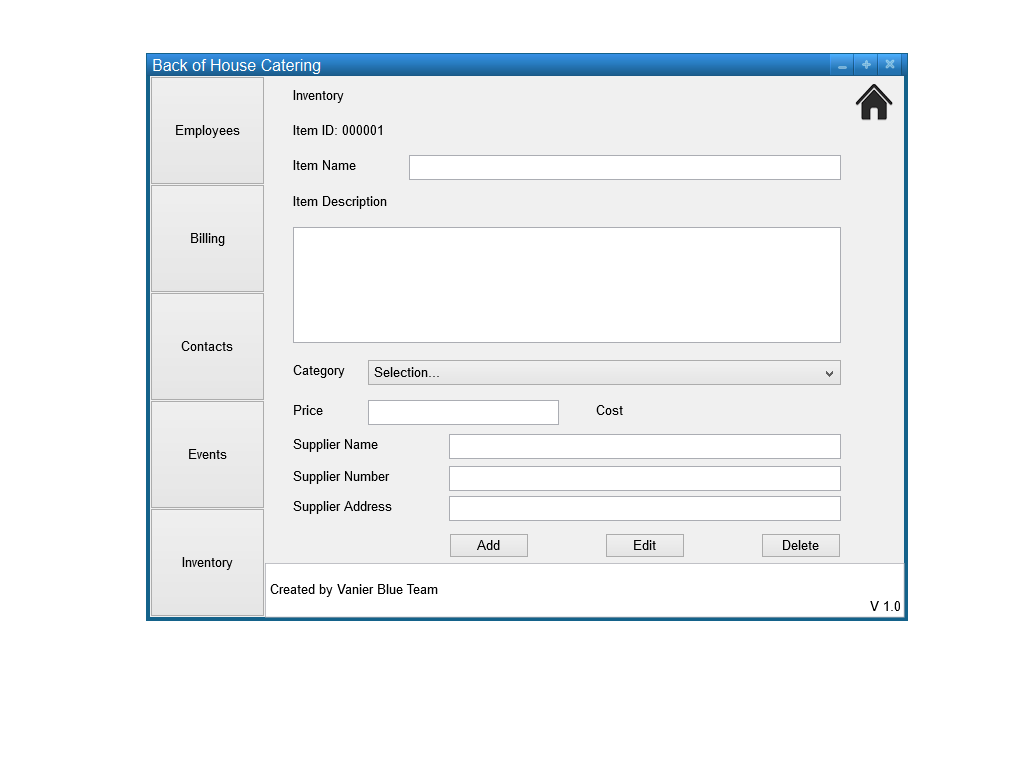 Back of House Catering
Employees
Billing
Contacts
Events
Inventory
Inventory
Item ID: 000001
Item Name
Item Description
Category Selection...
Price Cost
Supplier Name
Supplier Number
Supplier Address
Add Edit Delete
Created by Vanier Blue Team
V 1.0